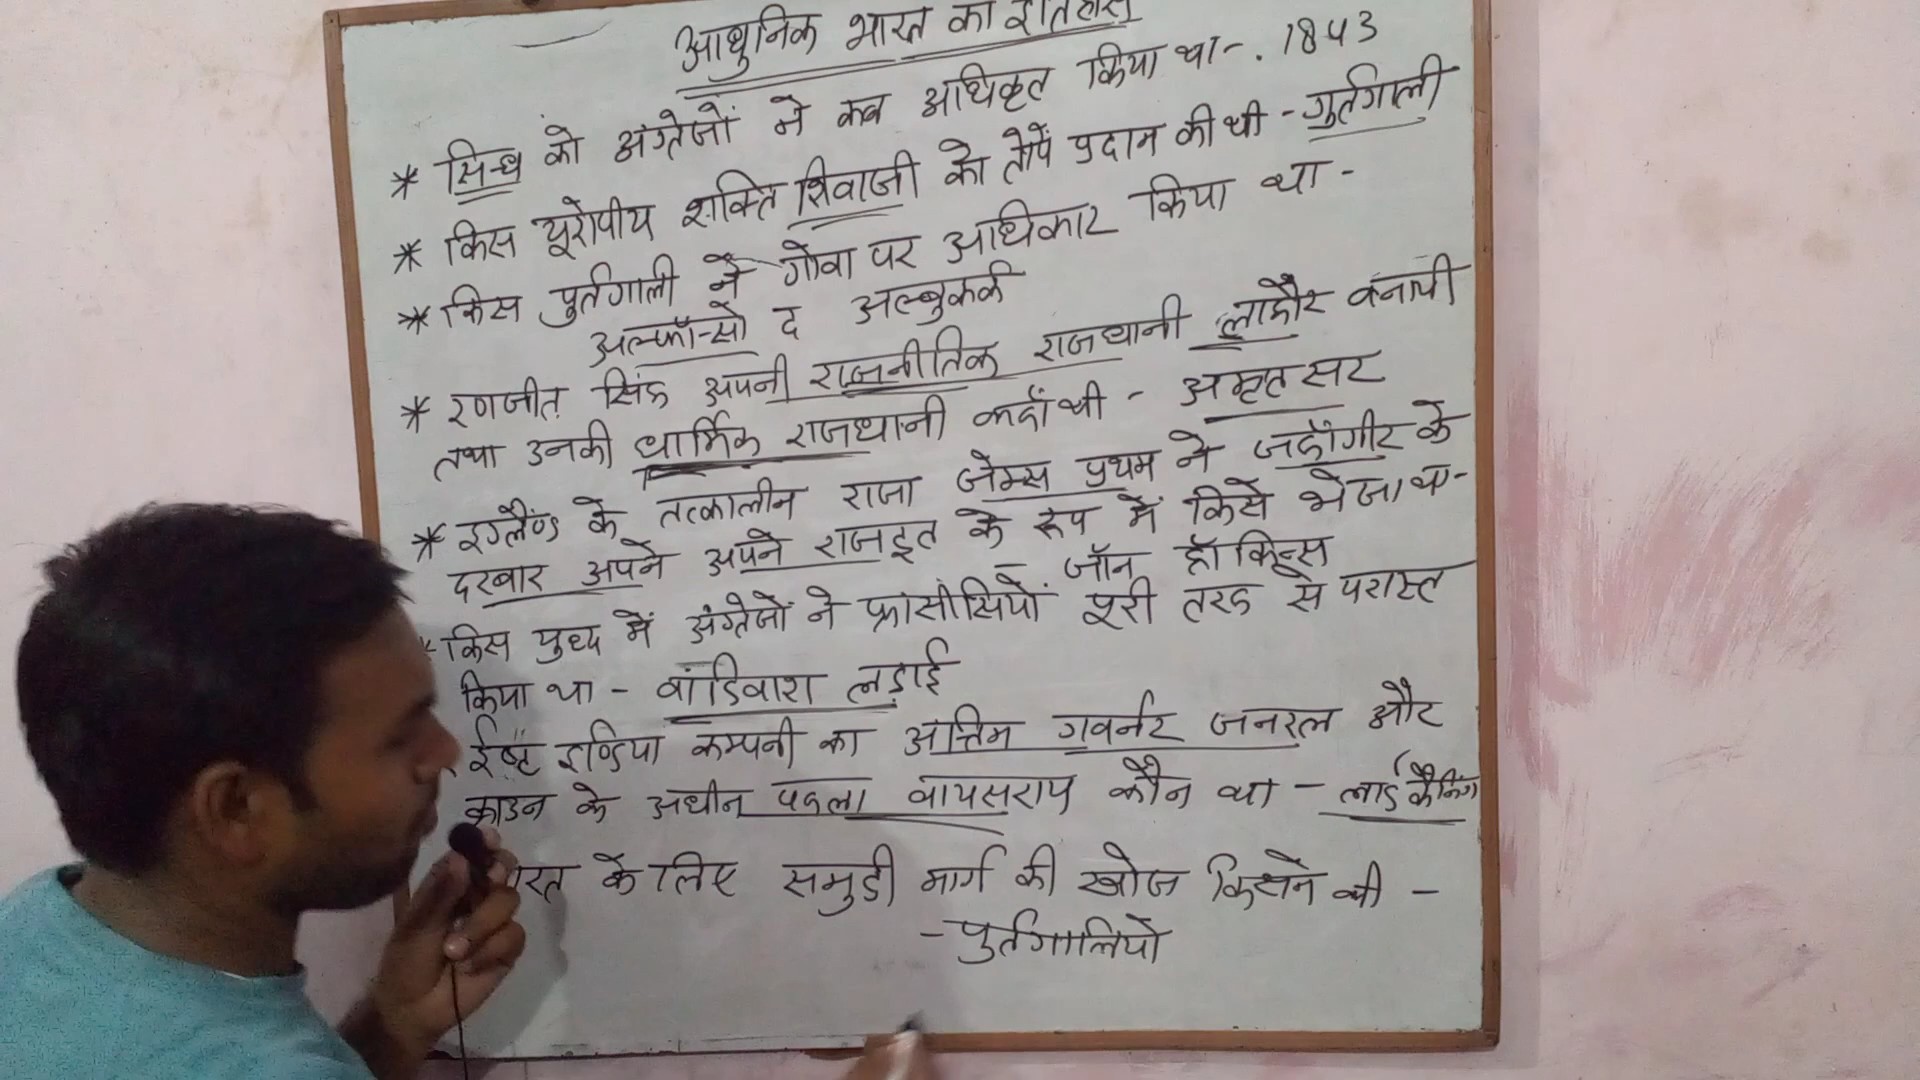 आधुनिक भारत का इतिहास
* सिन्ध को अंग्रेजों ने कब अधिकृत किया था-. 1843
* किस यूरोपीय शक्ति शिवाजी को तोपें प्रदान की थी - गुर्तगाली
* किस पुर्तगाली ने गोवा पर अधिकार किया था -
अल्फॉन्सो द अल्बुकर्क
* रणजीत सिंह अपनी राजनीतिक राजधानी लाहौर बनायी
तथा उनकी धार्मिक राजधानी कहाँ थी - अमृतसर
* इग्लैण्ड के तत्कालीन राजा जेम्स प्रथम ने जहाँगीर के
दरबार अपने अपने राजदूत के रूप में किसे भेजा था-
- जॉन हॉकिन्स
* किस युध्द में अंग्रेजों ने फ्रांसीसियों पूरी तरह से परास्त
किया था - वांडिवाश लड़ाई
ईष्ट इण्डिया कम्पनी का अन्तिम गवर्नर जनरल और
क्राउन के अधीन पहला वायसराय कौन था - लार्ड कैनिंग
रत के लिए समुद्री मार्ग की खोज किसने थी -
- पुर्तगालियों